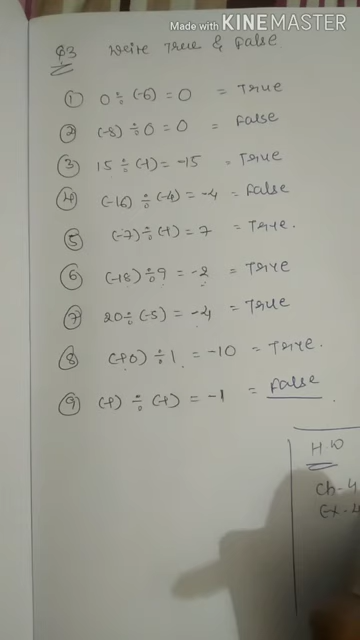 Made with KINEMASTER
Q3 Write True & False.
① 0 ÷ (-6) = 0 = True
② (-8) ÷ 0 = 0 = False
③ 15 ÷ (-1) = -15 = True
④ (-16) ÷ (-4) = -4 = False
⑤ (-7) ÷ (-1) = 7 = True.
⑥ (-18) ÷ 9 = -2 = True
⑦ 20 ÷ (-5) = -4 = True
⑧ (-10) ÷ 1 = -10 = True.
⑨ (-1) ÷ (-1) = -1 = False
H.W
Ch-4
Ex-4